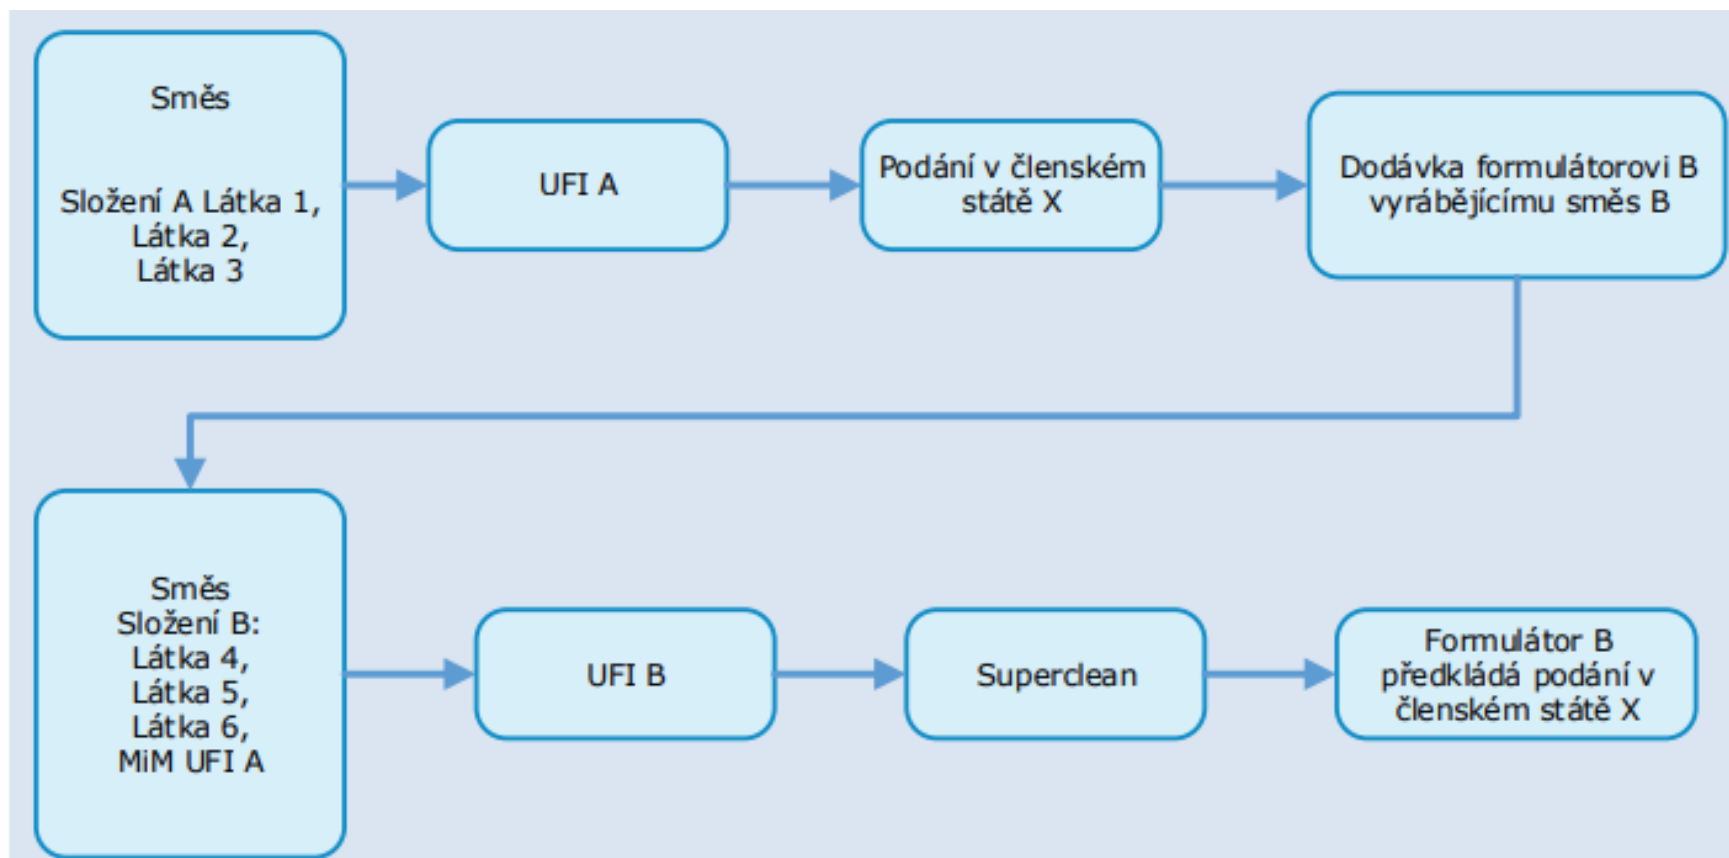 Směs
Složení A Látka 1,
Látka 2,
Látka 3
UFI A
Podání v členském
státě X
Dodávka formulátorovi B
vyrábějícímu směs B
Směs
Složení B:
Látka 4,
Látka 5,
Látka 6,
MiM UFI A
UFI B
Superclean
Formulátor B
předkládá podání v
členském státě X